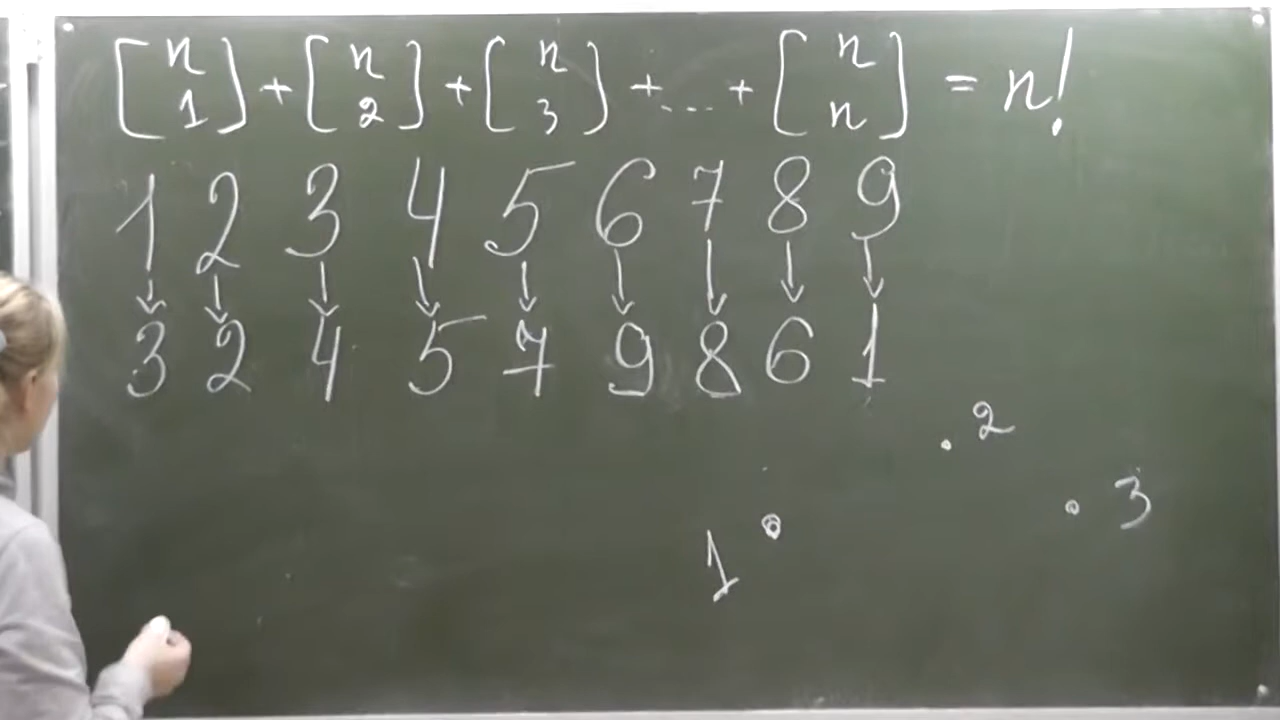 [n 1] + [n 2] + [n 3] + ... + [n n] = n!
1 2 3 4 5 6 7 8 9
↓ ↓ ↓ ↓ ↓ ↓ ↓ ↓ ↓
3 2 4 5 7 9 8 6 1
. 2
. 3
1 .